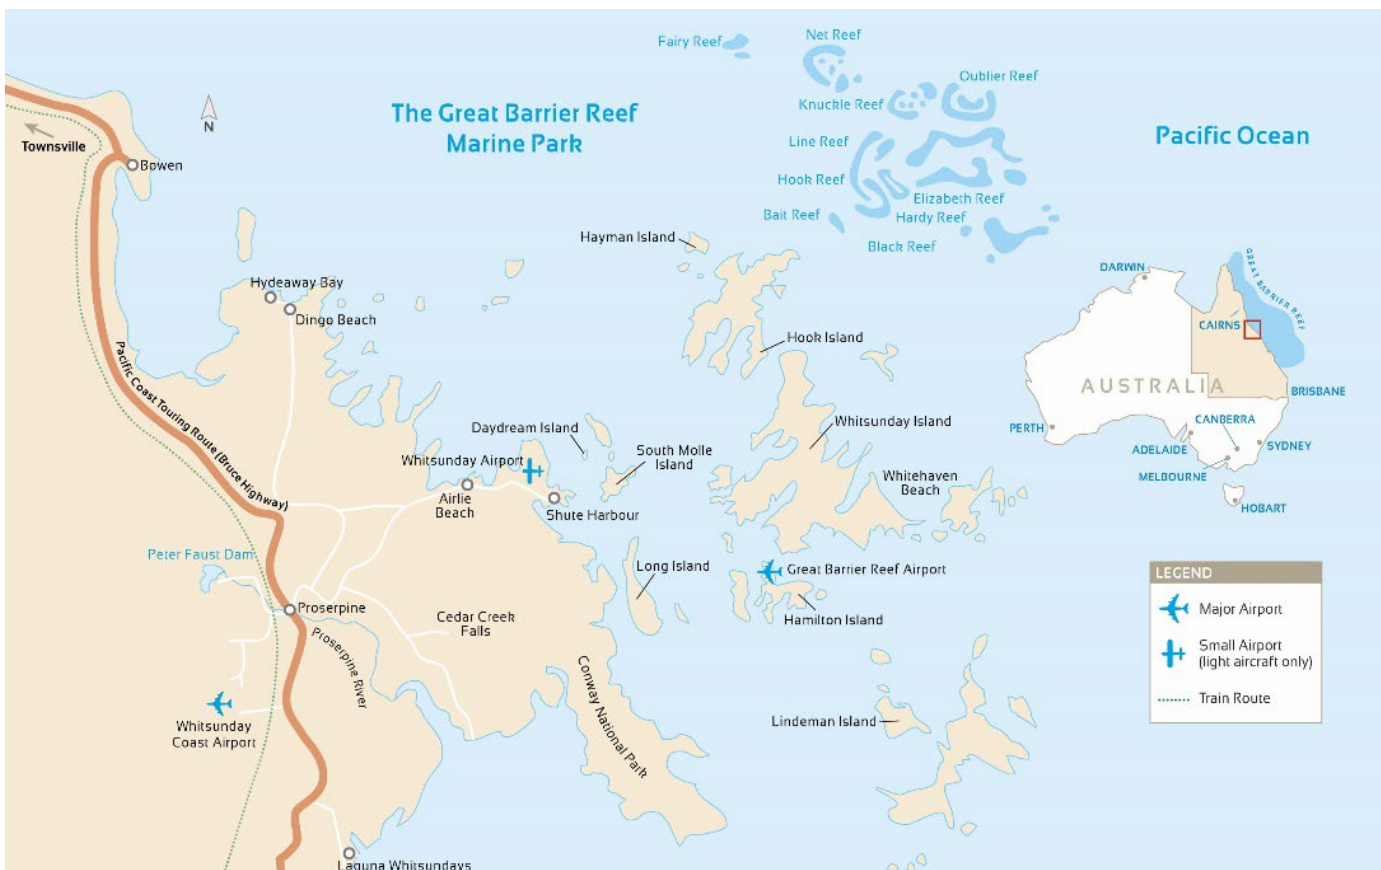 Fairy Reef
Net Reef
Oublier Reef
Knuckle Reef
The Great Barrier Reef
Marine Park
Pacific Ocean
N
Townsville
Bowen
Line Reef
Hook Reef
Elizabeth Reef
Bait Reef
Hardy Reef
Black Reef
Hayman Island
Hydeaway Bay
Dingo Beach
Hook Island
Pacific Coast Touring Route (Bruce Highway)
Daydream Island
Whitsunday Island
Whitsunday Airport
South Molle
Island
Whitehaven
Beach
Airlie
Beach
Shute Harbour
Peter Faust Dam
Long Island
Great Barrier Reef Airport
Proserpine
Cedar Creek
Falls
Hamilton Island
Proserpine River
Conway National Park
Whitsunday
Coast Airport
Lindeman Island
Laguna Whitsundays
DARWIN
GREAT BARRIER REEF
CAIRNS
AUSTRALIA
BRISBANE
PERTH
CANBERRA
ADELAIDE
SYDNEY
MELBOURNE
HOBART
LEGEND
Major Airport
Small Airport
(light aircraft only)
Train Route